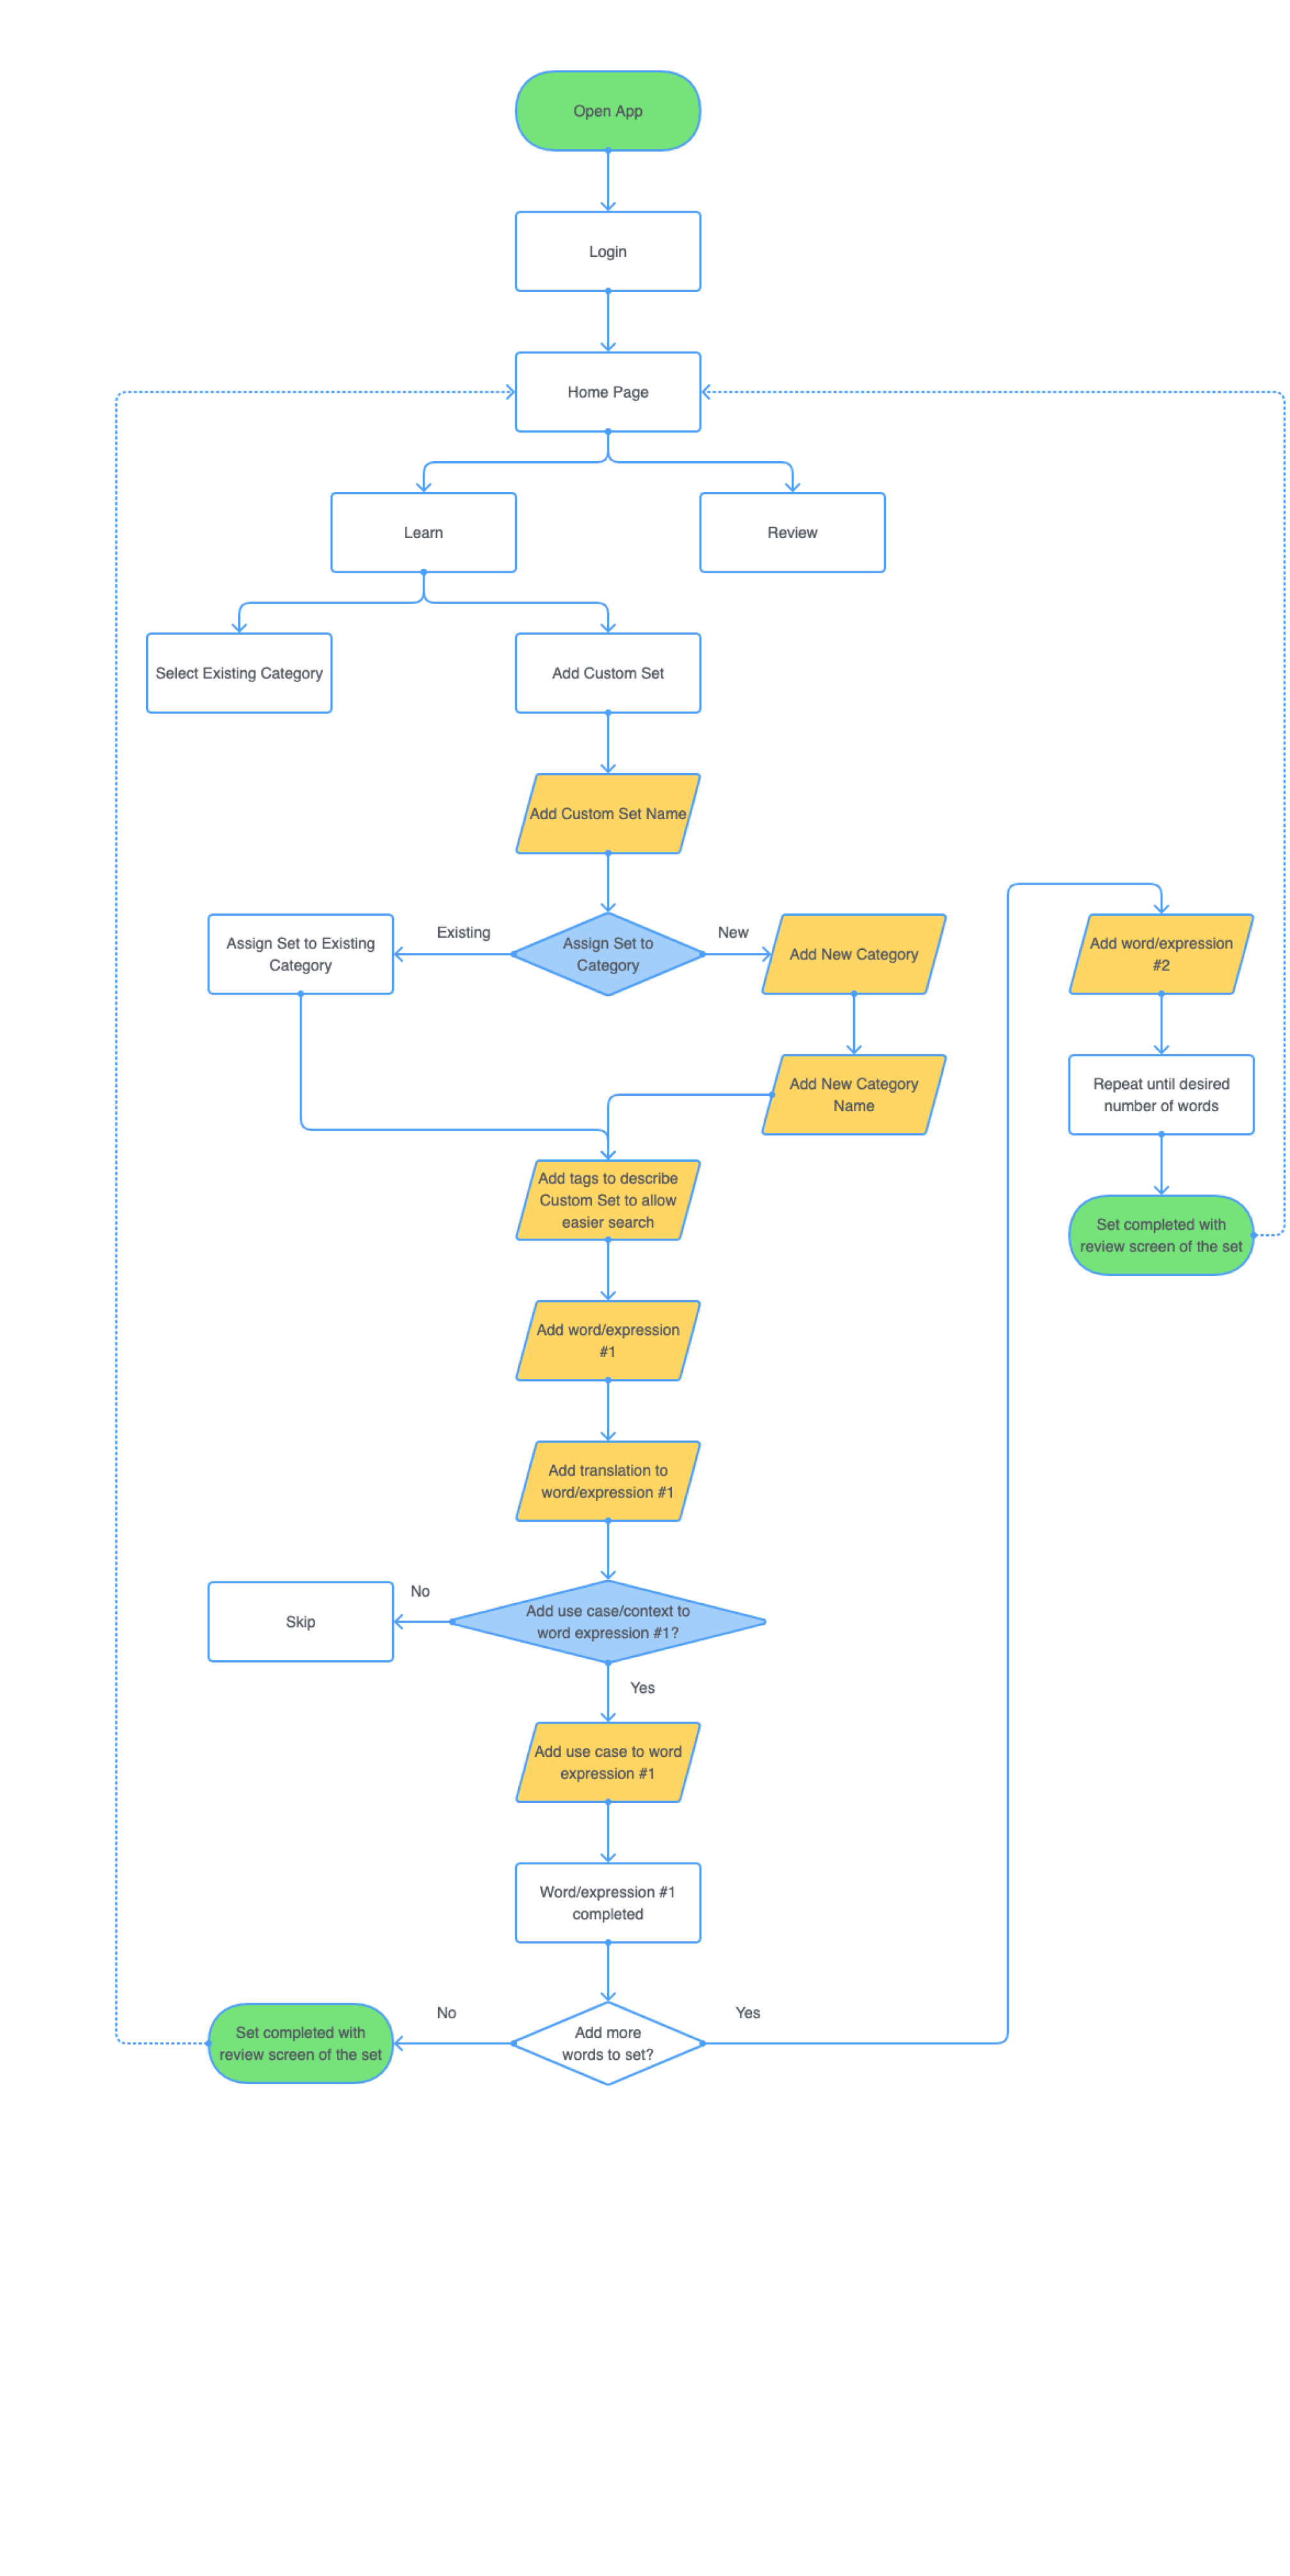 Open App
Login
Home Page
Learn
Review
Select Existing Category
Add Custom Set
Add Custom Set Name
Assign Set to Existing
Category
Existing
Assign Set to
Category
New
Add New Category
Add New Category
Name
Add tags to describe
Custom Set to allow
easier search
Add word/expression
#1
Add translation to
word/expression #1
Add use case/context to
word expression #1?
No
Skip
Yes
Add use case to word
expression #1
Word/expression #1
completed
Add more
words to set?
No
Set completed with
review screen of the set
Yes
Add word/expression
#2
Repeat until desired
number of words
Set completed with
review screen of the set